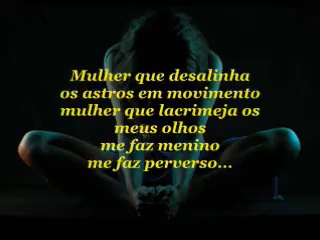 Mulher que desalinha
os astros em movimento
mulher que lacrimeja os
meus olhos
me faz menino
me faz perverso...